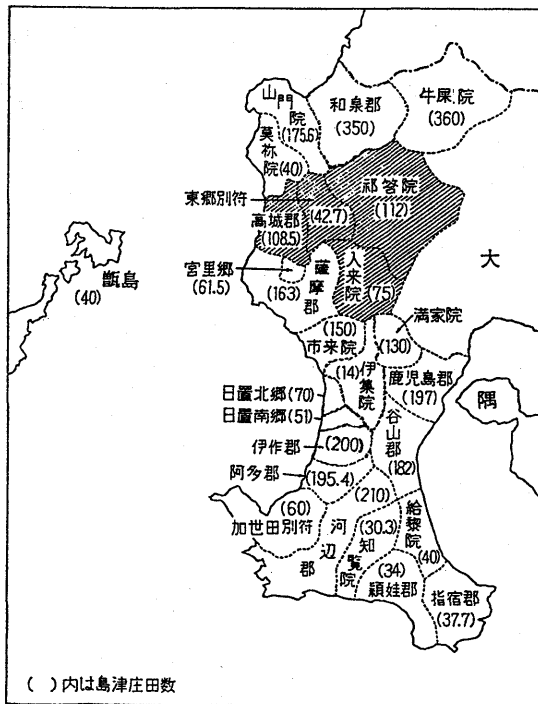 山門院
(175.6)
和泉郡
(350)
牛屎院
(360)
莫祢院
(40)
東郷別符
(42.7)
祁答院
(112)
高城郡
(108.5)
宮里郷
(61.5)
薩摩郡
(163)
入来院
(75)
大
隅
甑島
(40)
(150)
市来院
満家院
(130)
(14)
伊集院
鹿児島郡
(197)
日置北郷(70)
日置南郷(51)
谷山郡
(182)
伊作郡
(200)
阿多郡
(195.4)
(210)
(60)
加世田別符
河辺郡
(30.3)
知覧院
給黎院
(40)
(34)
頴娃郡
指宿郡
(37.7)
( )内は島津庄田数